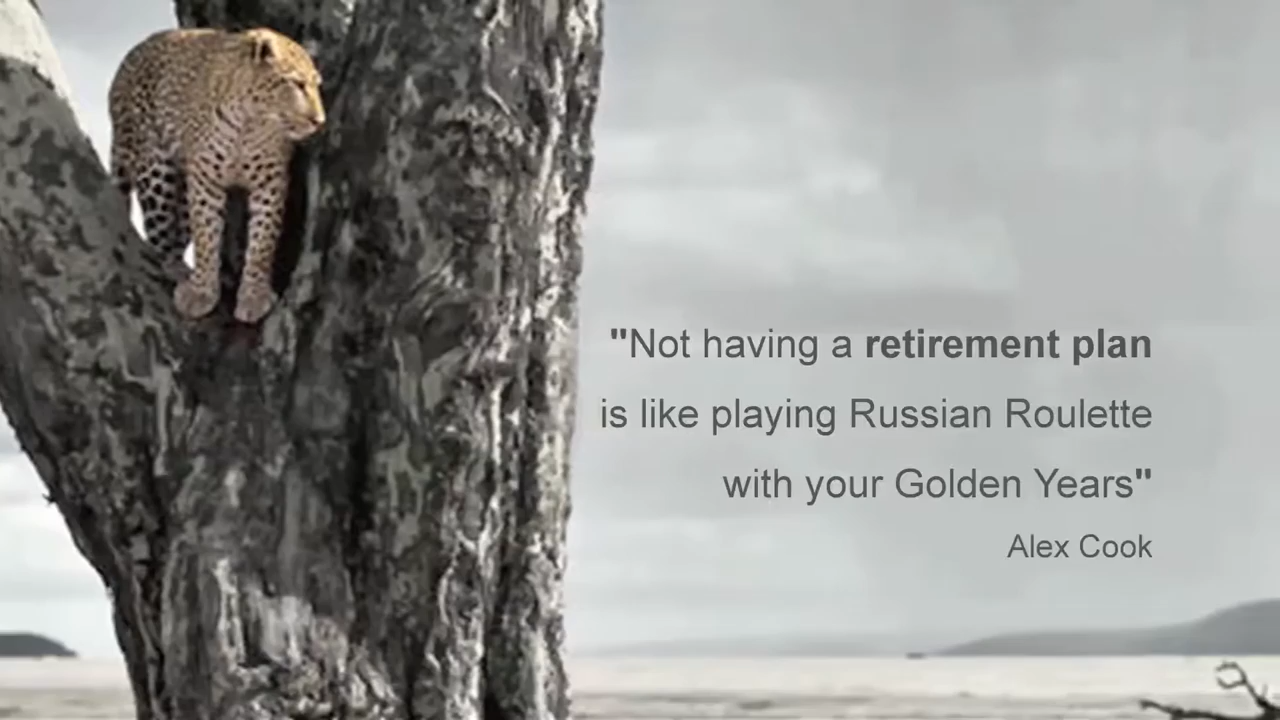 "Not having a retirement plan
is like playing Russian Roulette
with your Golden Years"
Alex Cook